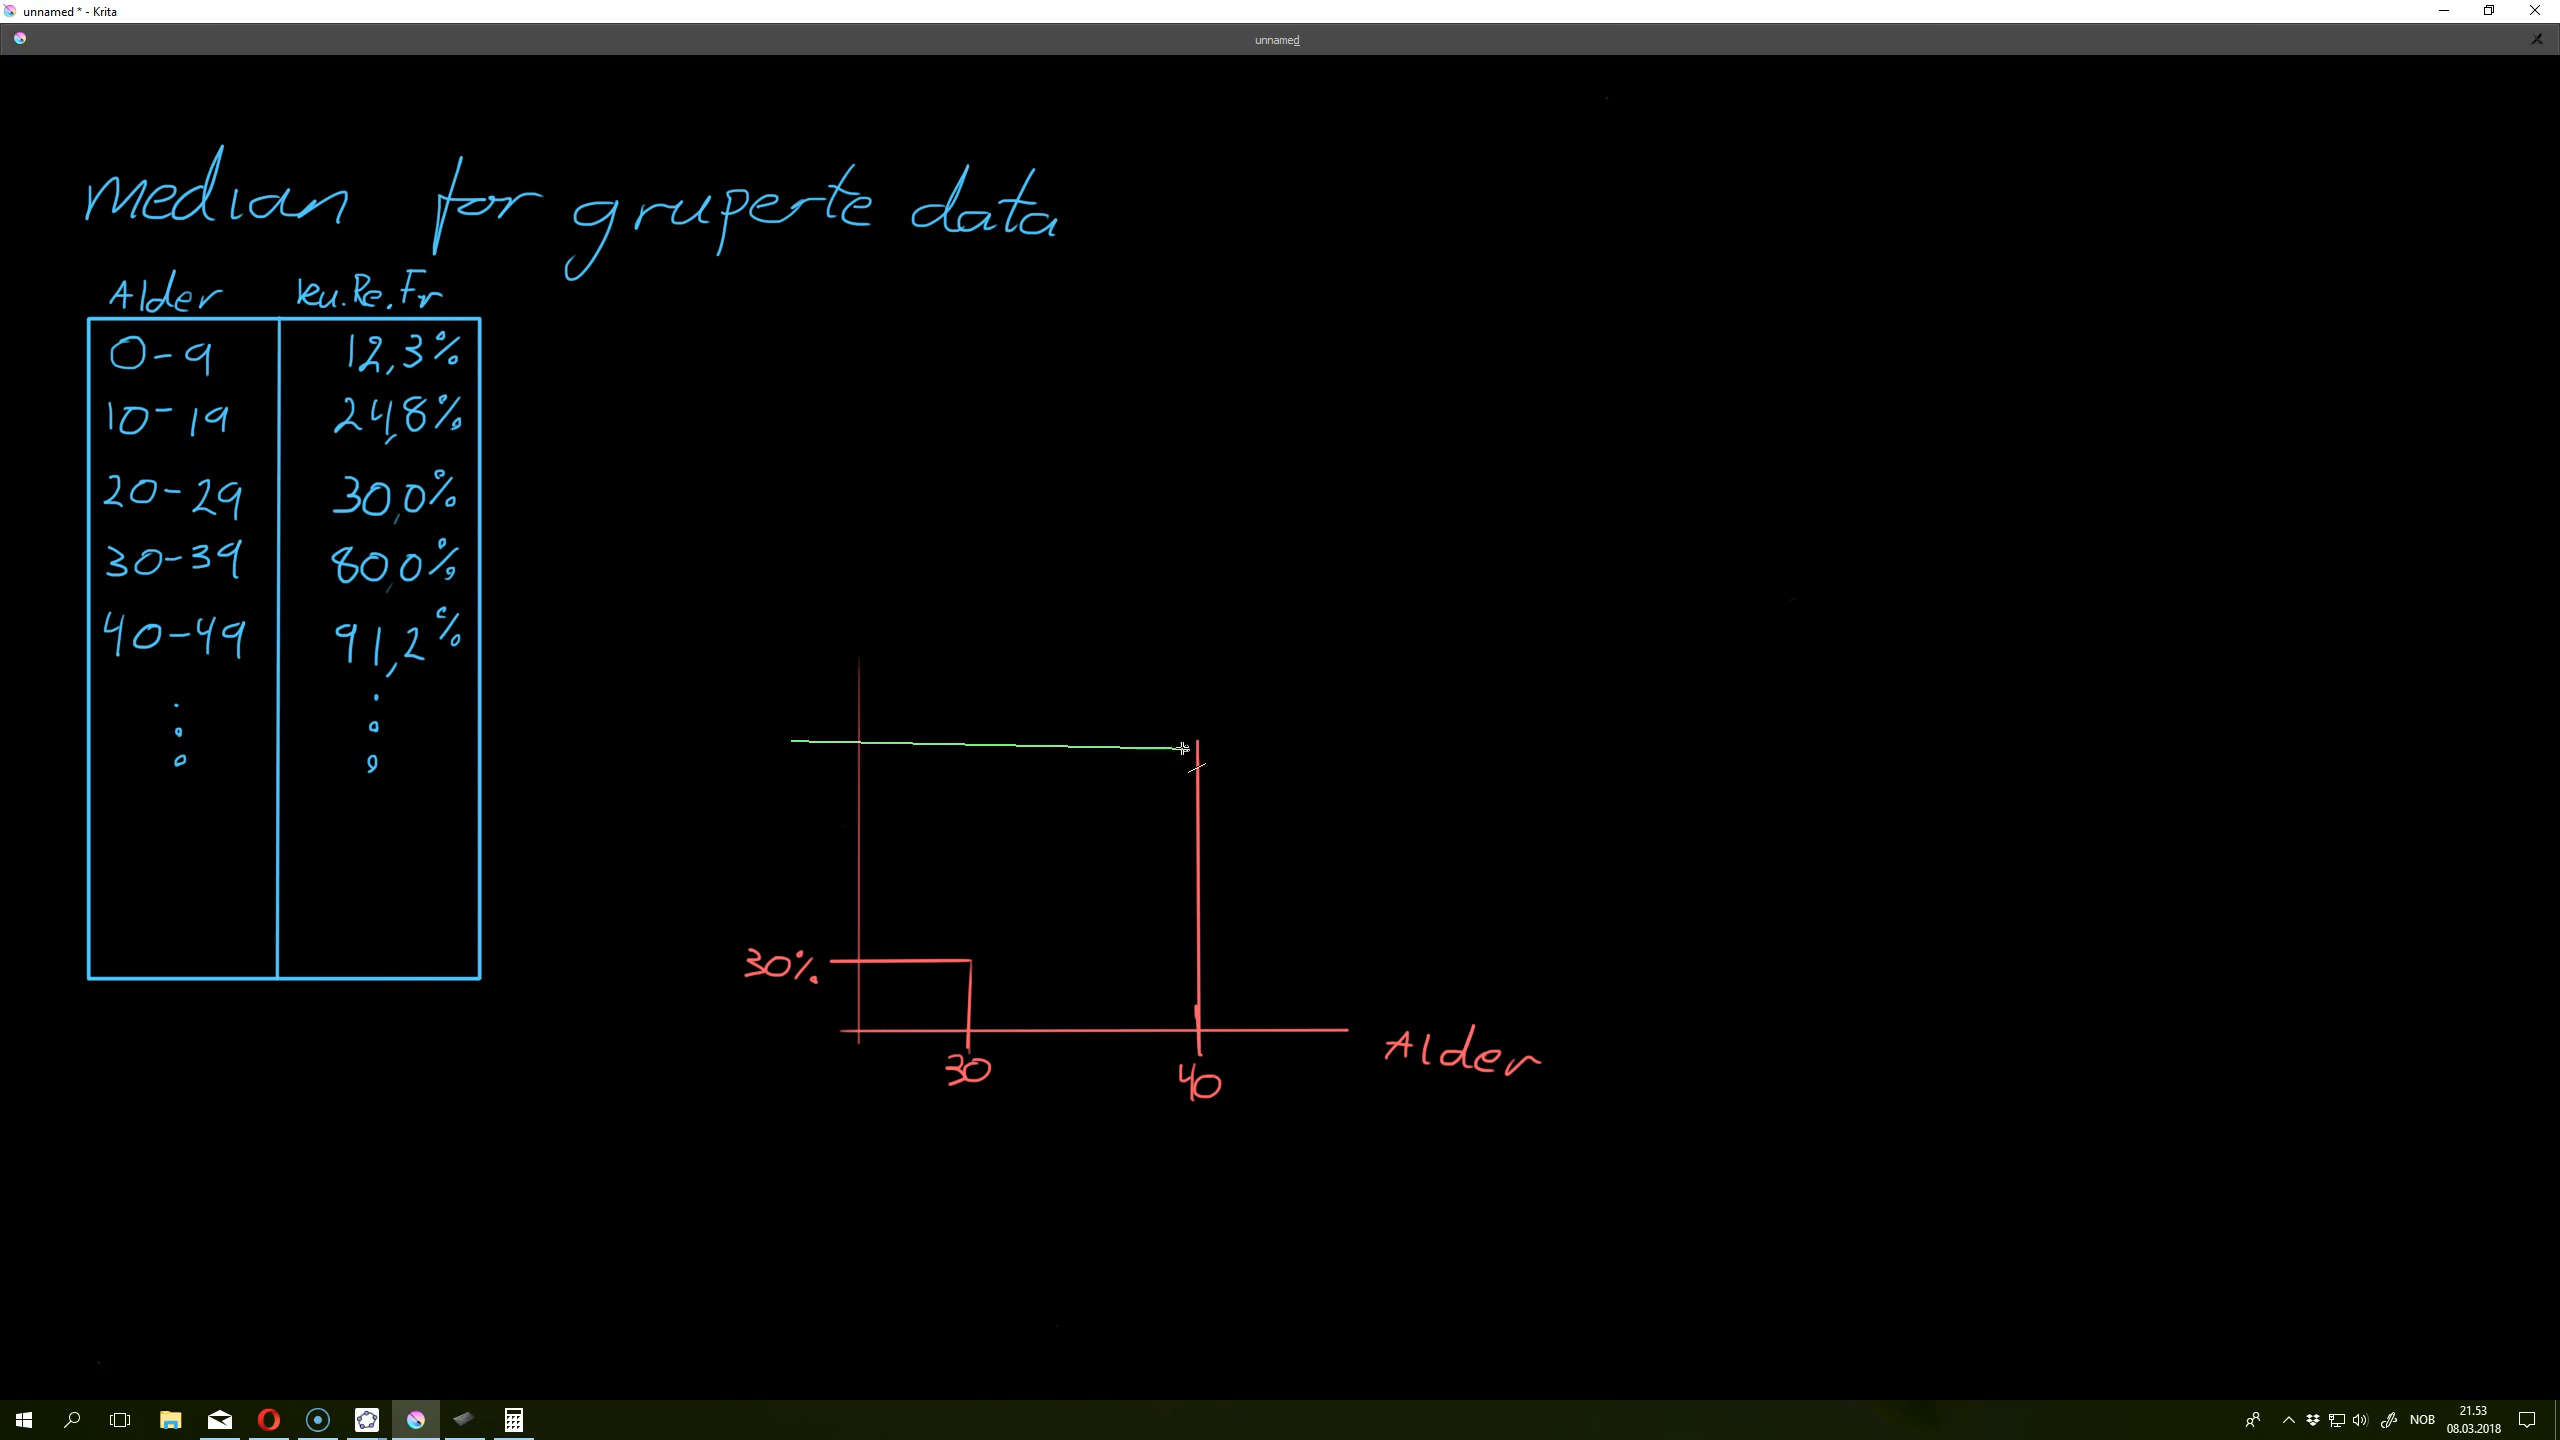 unnamed * - Krita
unnamed
median for gruperte data
Alder Ku.Re.Fr
0-9 12,3%
10-19 24,8%
20-29 30,0%
30-39 80,0%
40-49 91,2%
30%
30 40 Alder
NOB
21.53
08.03.2018